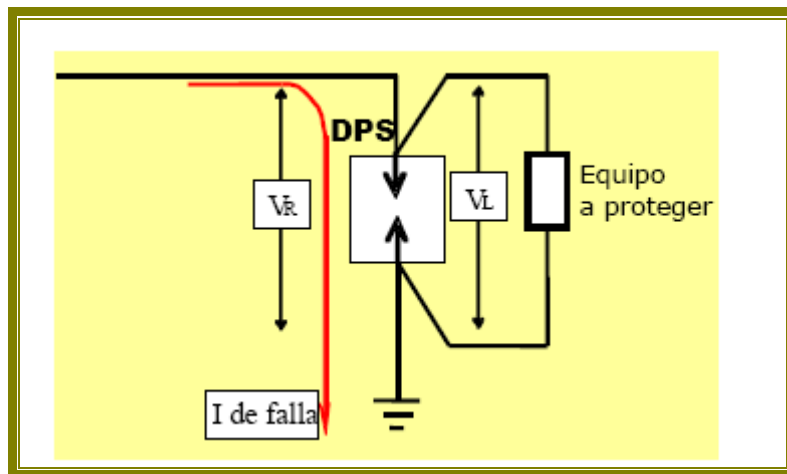 DPS
VR
VL
Equipo
a proteger
I de falla